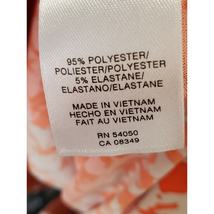 95% POLYESTER/
POLIESTER/POLYESTER
5% ELASTANE/
ELASTANO/ELASTANE
MADE IN VIETNAM
HECHO EN VIETNAM
FAIT AU VIETNAM
RN 54050
CA 08349